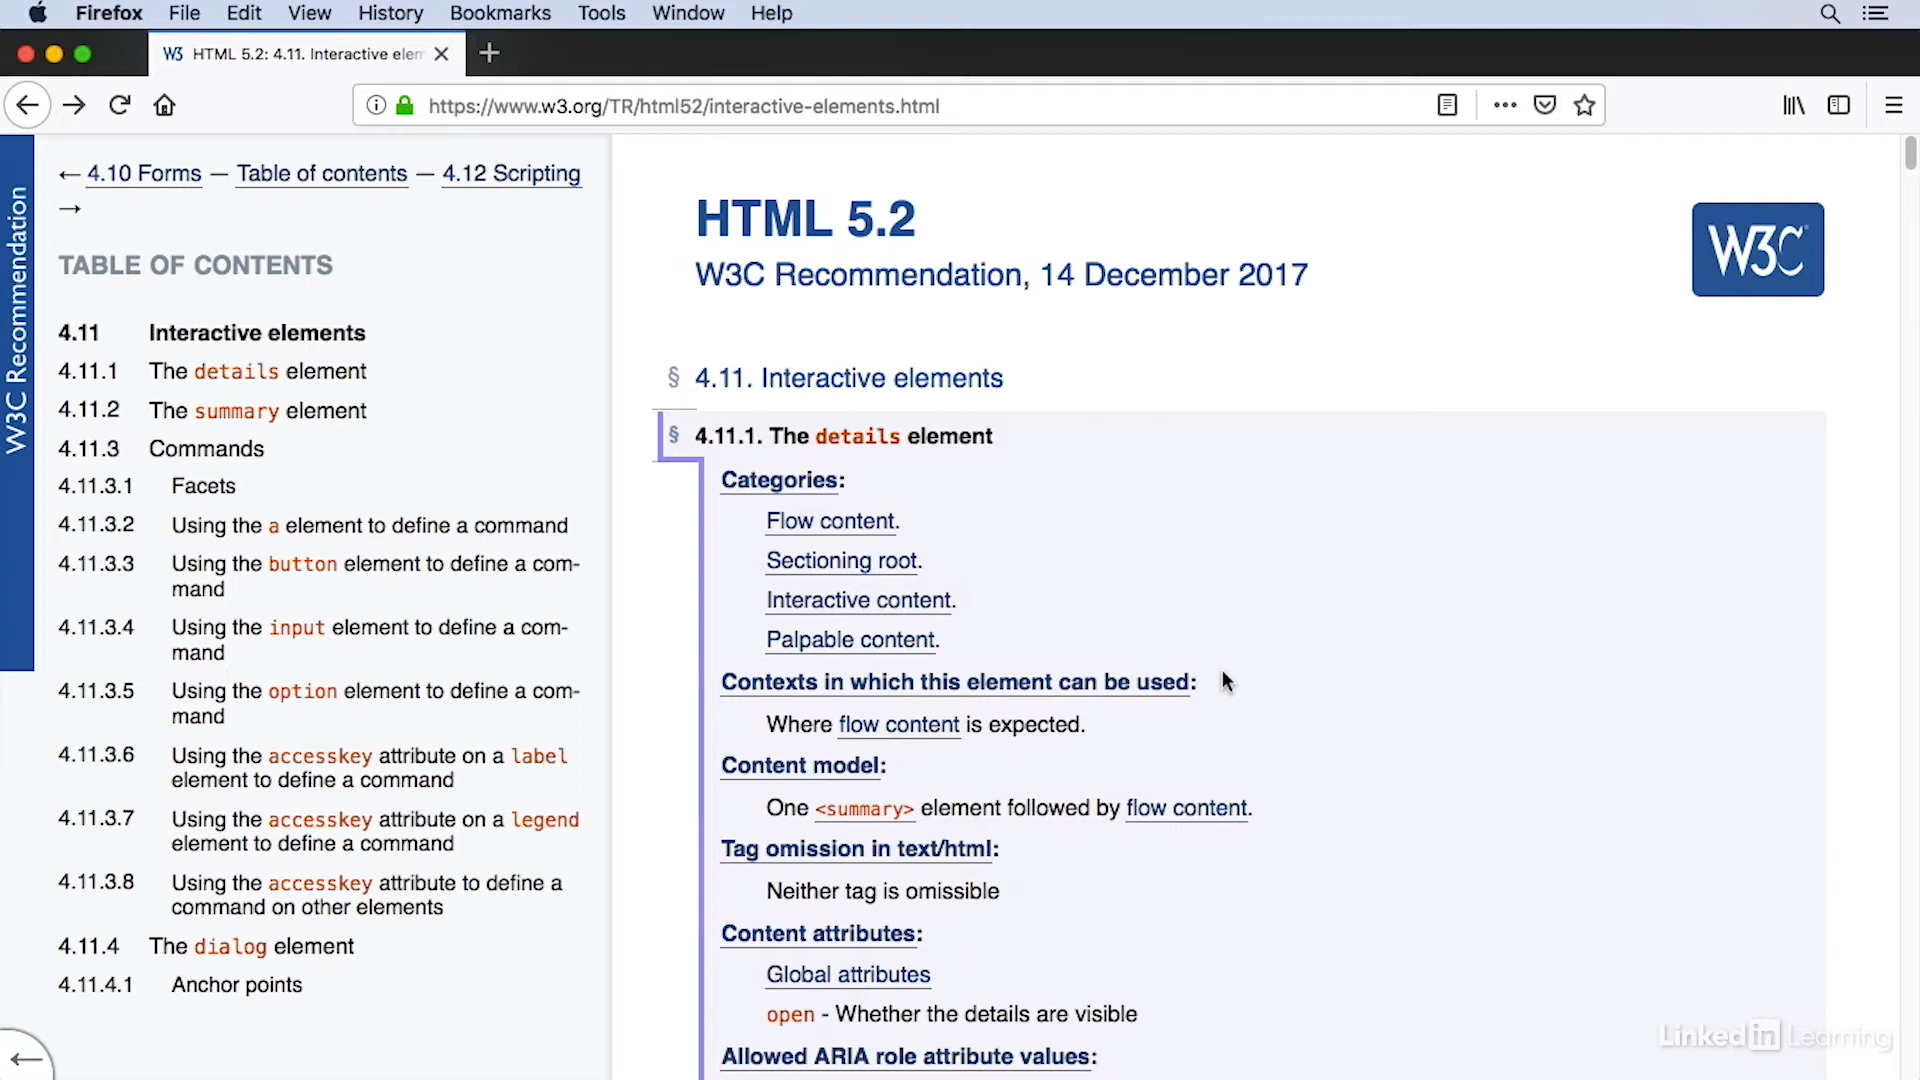 Firefox File Edit View History Bookmarks Tools Window Help
W3 HTML 5.2: 4.11. Interactive elem
https://www.w3.org/TR/html52/interactive-elements.html
W3C Recommendation
← 4.10 Forms — Table of contents — 4.12 Scripting
→
TABLE OF CONTENTS
4.11 Interactive elements
4.11.1 The details element
4.11.2 The summary element
4.11.3 Commands
4.11.3.1 Facets
4.11.3.2 Using the a element to define a command
4.11.3.3 Using the button element to define a com-
mand
4.11.3.4 Using the input element to define a com-
mand
4.11.3.5 Using the option element to define a com-
mand
4.11.3.6 Using the accesskey attribute on a label
element to define a command
4.11.3.7 Using the accesskey attribute on a legend
element to define a command
4.11.3.8 Using the accesskey attribute to define a
command on other elements
4.11.4 The dialog element
4.11.4.1 Anchor points
HTML 5.2
W3C Recommendation, 14 December 2017
W3C
§ 4.11. Interactive elements
§ 4.11.1. The details element
Categories:
Flow content.
Sectioning root.
Interactive content.
Palpable content.
Contexts in which this element can be used:
Where flow content is expected.
Content model:
One <summary> element followed by flow content.
Tag omission in text/html:
Neither tag is omissible
Content attributes:
Global attributes
open - Whether the details are visible
Allowed ARIA role attribute values:
LinkedIn Learning